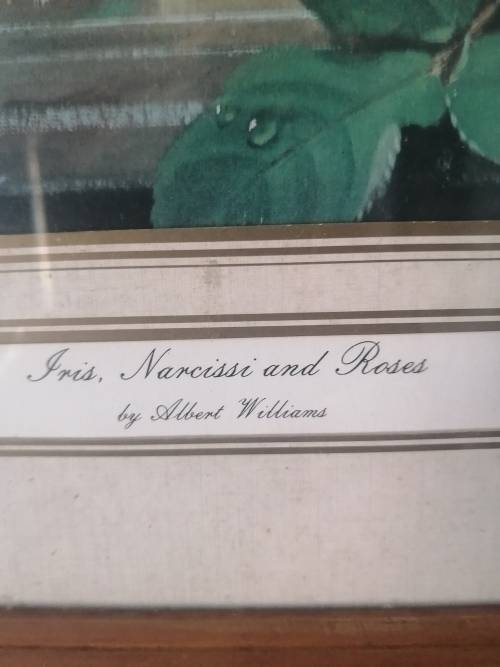 Iris, Narcissi and Roses
by Albert Williams